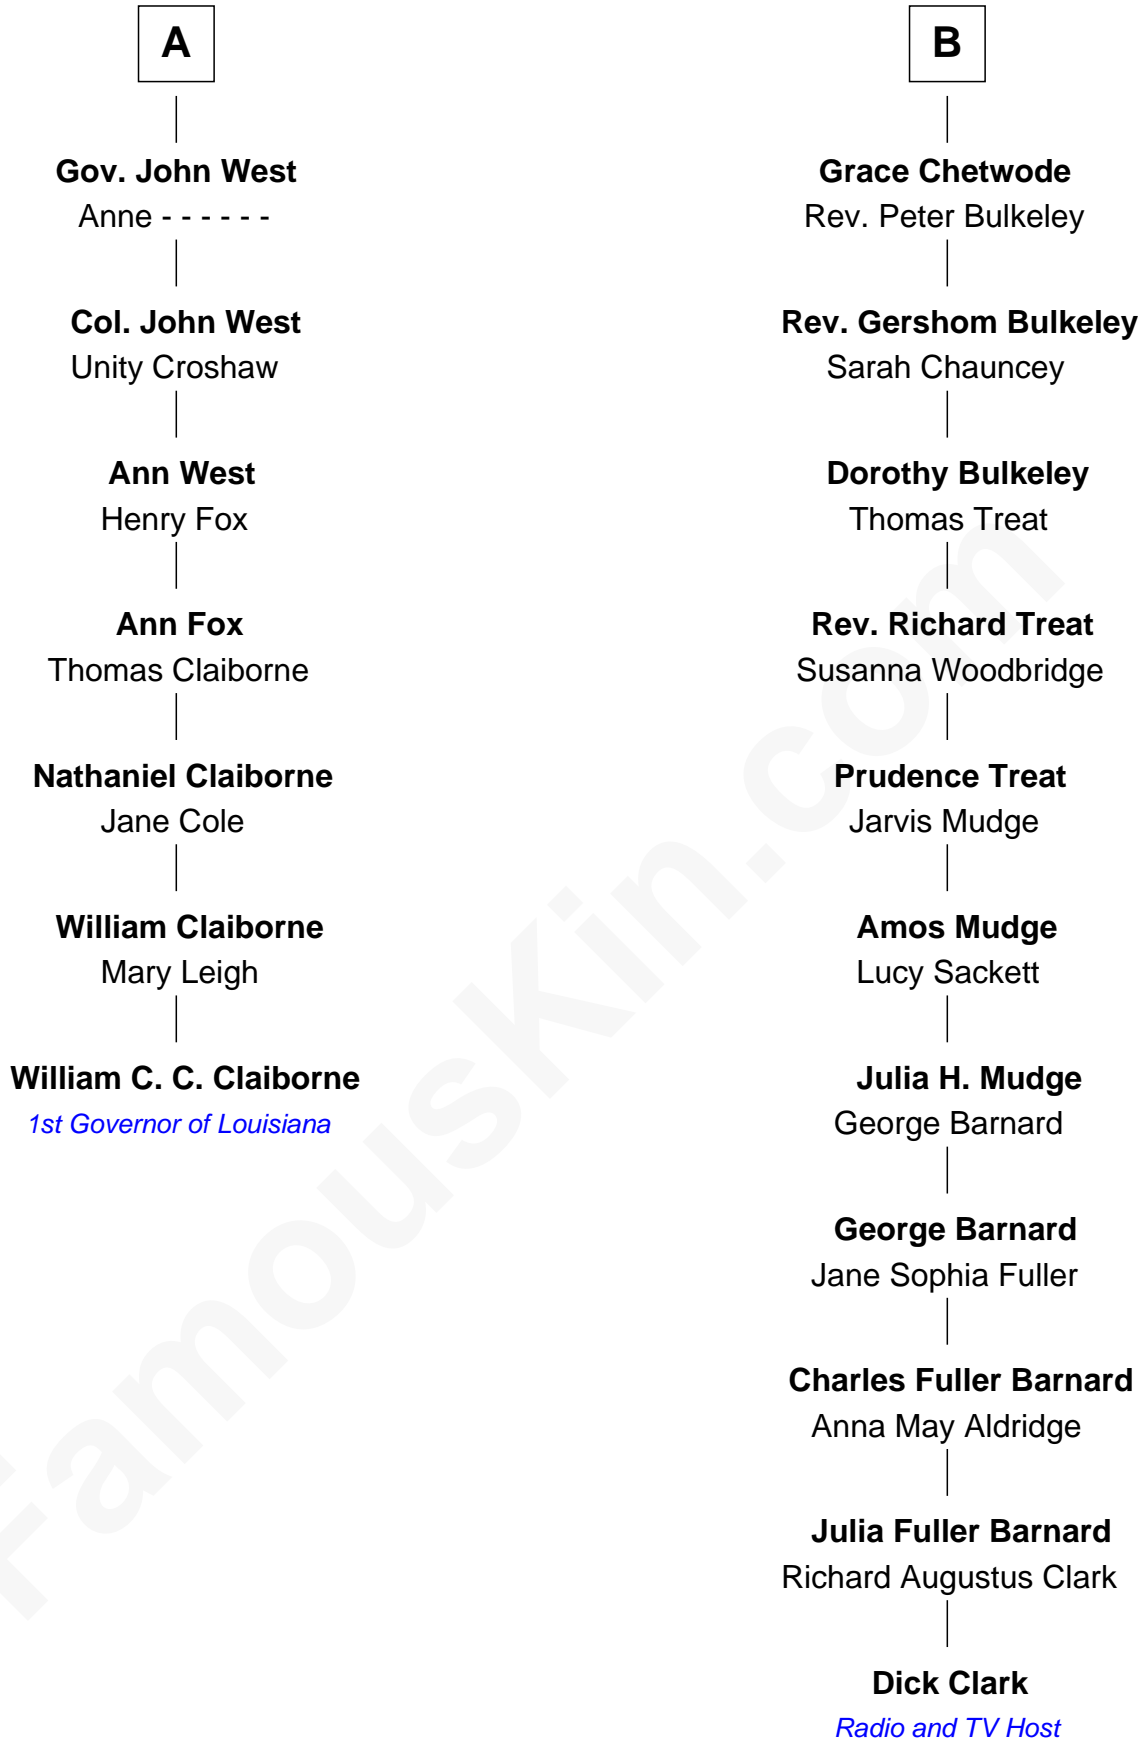 A
Gov. John West
Anne - - - - - -
Col. John West
Unity Croshaw
Ann West
Henry Fox
Ann Fox
Thomas Claiborne
Nathaniel Claiborne
Jane Cole
William Claiborne
Mary Leigh
William C. C. Claiborne
1st Governor of Louisiana
B
Grace Chetwode
Rev. Peter Bulkeley
Rev. Gershom Bulkeley
Sarah Chauncey
Dorothy Bulkeley
Thomas Treat
Rev. Richard Treat
Susanna Woodbridge
Prudence Treat
Jarvis Mudge
Amos Mudge
Lucy Sackett
Julia H. Mudge
George Barnard
George Barnard
Jane Sophia Fuller
Charles Fuller Barnard
Anna May Aldridge
Julia Fuller Barnard
Richard Augustus Clark
Dick Clark
Radio and TV Host
FamousKin.com